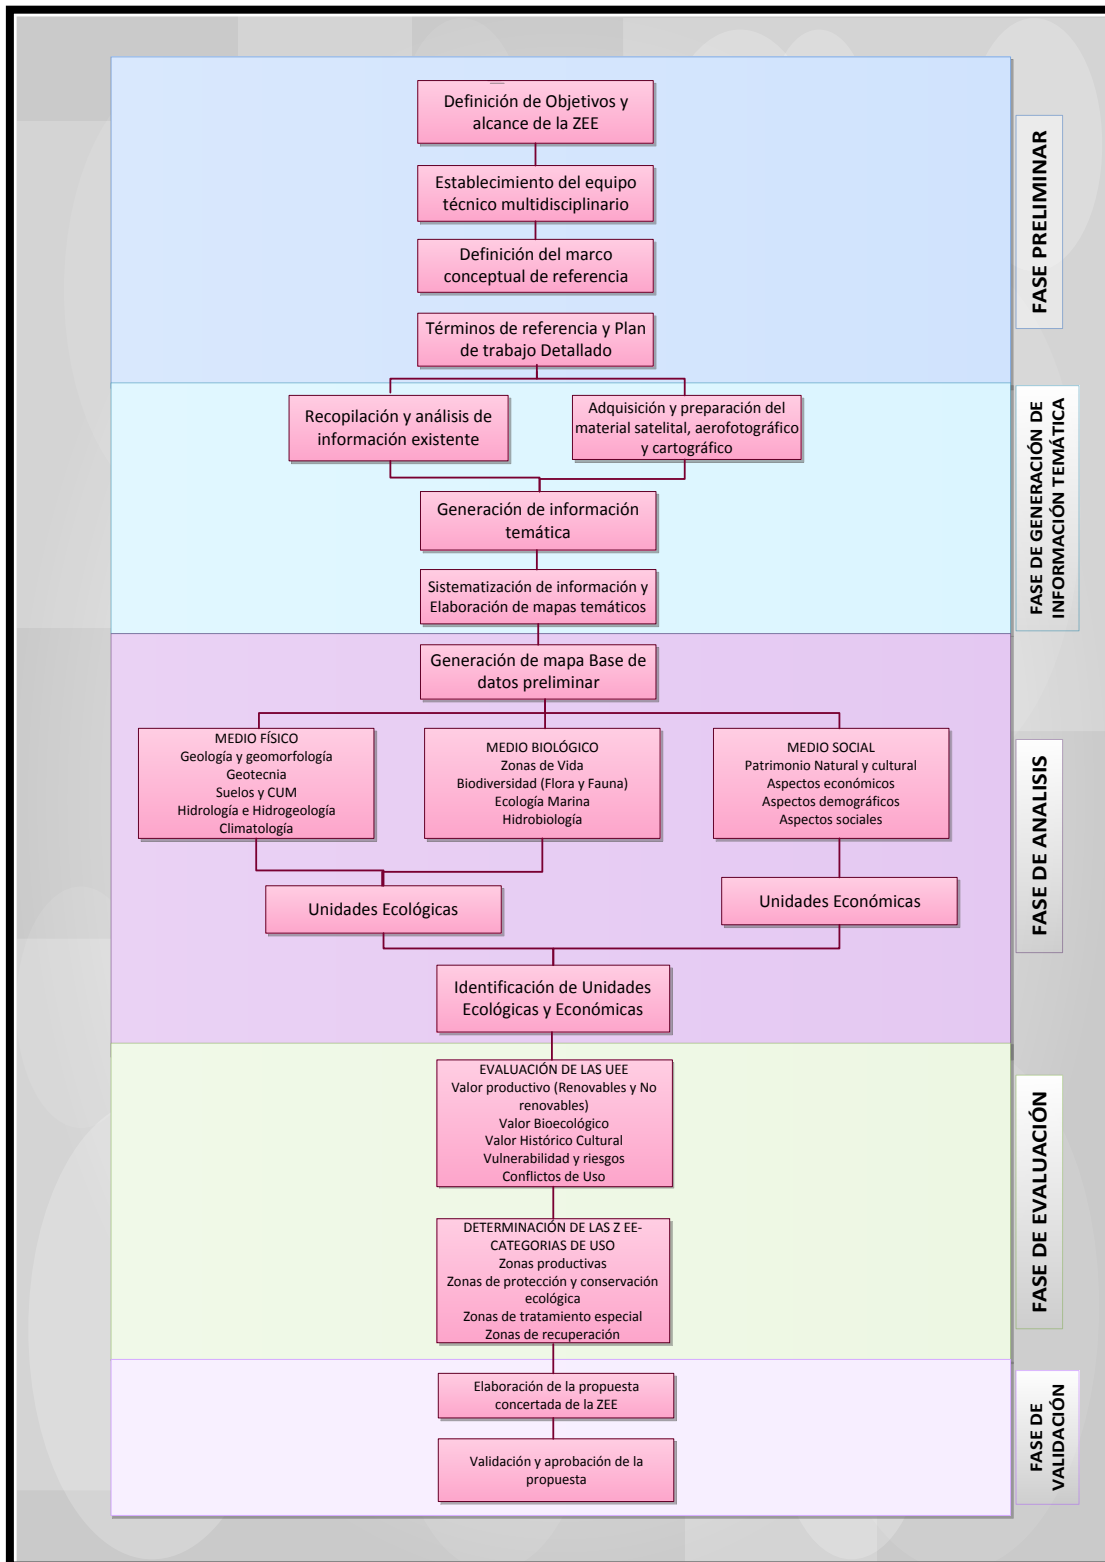 Definición de Objetivos y
alcance de la ZEE
Establecimiento del equipo
técnico multidisciplinario
Definición del marco
conceptual de referencia
Términos de referencia y Plan
de trabajo Detallado
FASE PRELIMINAR
Recopilación y análisis de
información existente
Adquisición y preparación del
material satelital, aerofotográfico
y cartográfico
Generación de información
temática
Sistematización de información y
Elaboración de mapas temáticos
FASE DE GENERACIÓN DE
INFORMACIÓN TEMÁTICA
Generación de mapa Base de
datos preliminar
MEDIO FÍSICO
Geología y geomorfología
Geotecnia
Suelos y CUM
Hidrología e Hidrogeología
Climatología
MEDIO BIOLÓGICO
Zonas de Vida
Biodiversidad (Flora y Fauna)
Ecología Marina
Hidrobiología
MEDIO SOCIAL
Patrimonio Natural y cultural
Aspectos económicos
Aspectos demográficos
Aspectos sociales
Unidades Ecológicas
Unidades Económicas
Identificación de Unidades
Ecológicas y Económicas
FASE DE ANALISIS
EVALUACIÓN DE LAS UEE
Valor productivo (Renovables y No
renovables)
Valor Bioecológico
Valor Histórico Cultural
Vulnerabilidad y riesgos
Conflictos de Uso
DETERMINACIÓN DE LAS Z EE-
CATEGORIAS DE USO
Zonas productivas
Zonas de protección y conservación
ecológica
Zonas de tratamiento especial
Zonas de recuperación
FASE DE EVALUACIÓN
Elaboración de la propuesta
concertada de la ZEE
Validación y aprobación de la
propuesta
FASE DE
VALIDACIÓN